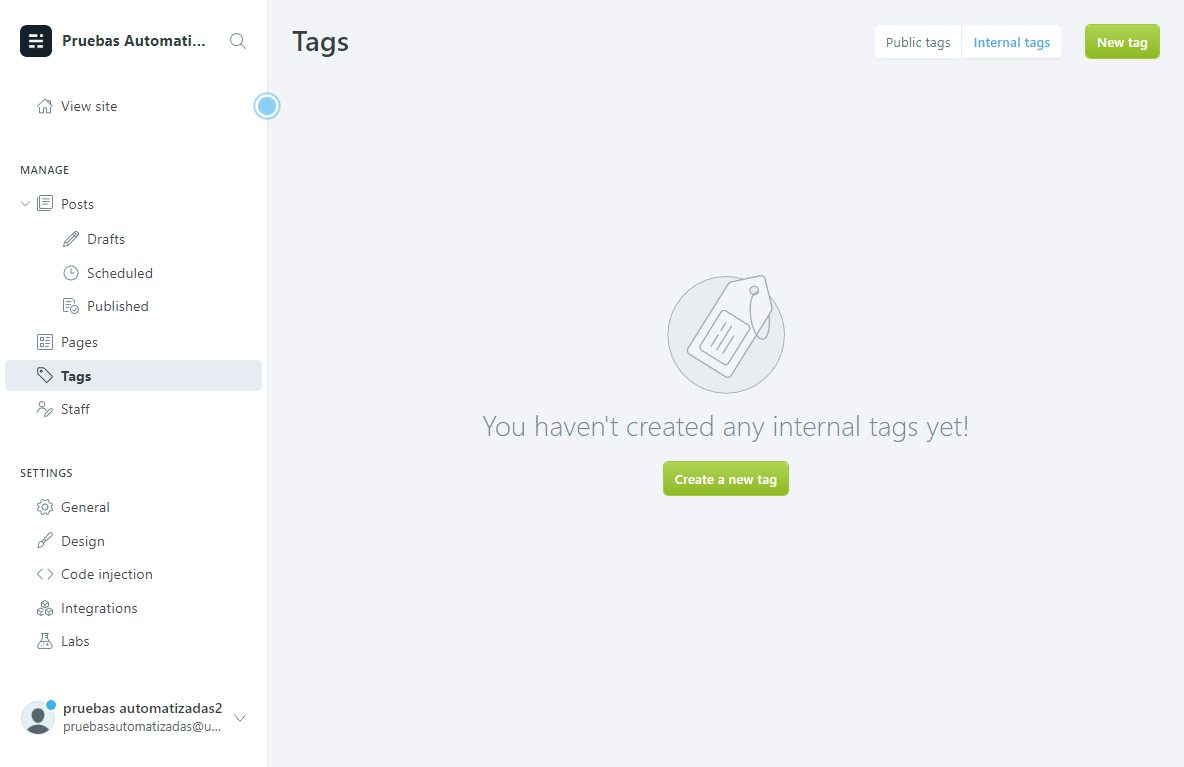 Pruebas Automati...
View site
MANAGE
Posts
Drafts
Scheduled
Published
Pages
Tags
Staff
SETTINGS
General
Design
Code injection
Integrations
Labs
pruebas automatizadas2
pruebasautomatizadas@u...
Tags
Public tags
Internal tags
New tag
You haven't created any internal tags yet!
Create a new tag